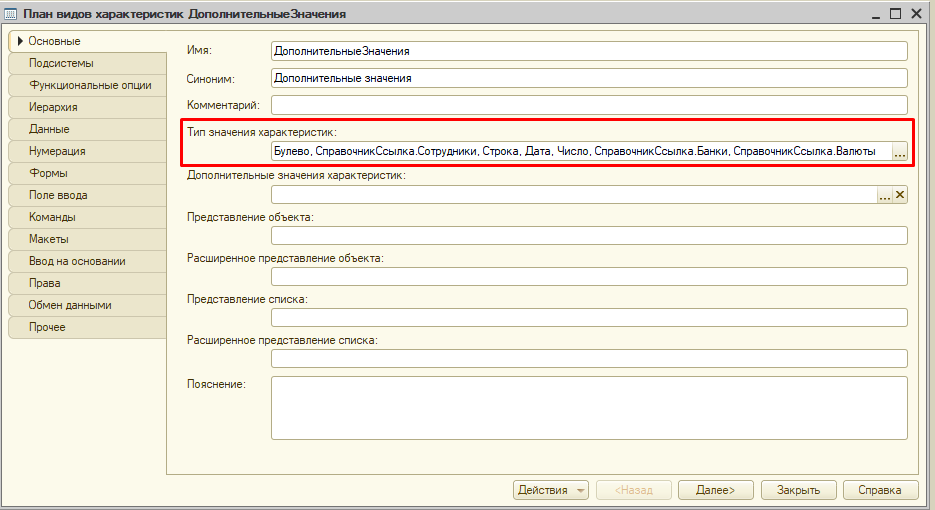 План видов характеристик ДополнительныеЗначения
Основные
Подсистемы
Функциональные опции
Иерархия
Данные
Нумерация
Формы
Поле ввода
Команды
Макеты
Ввод на основании
Права
Обмен данными
Прочее
Имя: ДополнительныеЗначения
Синоним: Дополнительные значения
Комментарий:
Тип значения характеристик:
Булево, СправочникСсылка.Сотрудники, Строка, Дата, Число, СправочникСсылка.Банки, СправочникСсылка.Валюты ...
Дополнительные значения характеристик:
...
Представление объекта:
Расширенное представление объекта:
Представление списка:
Расширенное представление списка:
Пояснение:
Действия <Назад Далее> Закрыть Справка